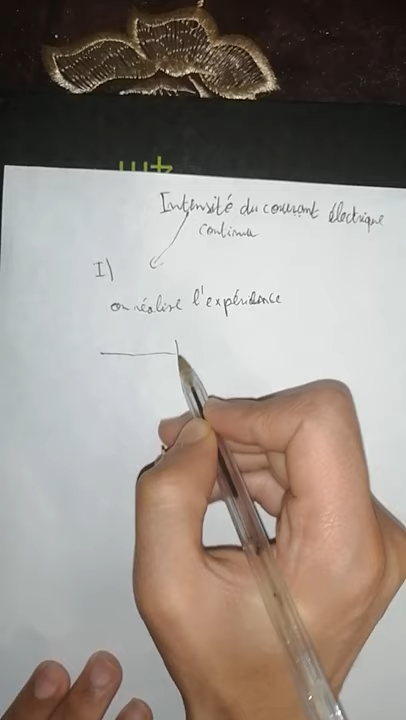 Intensité du courant électrique
continu
I)
on réalise l'expérience